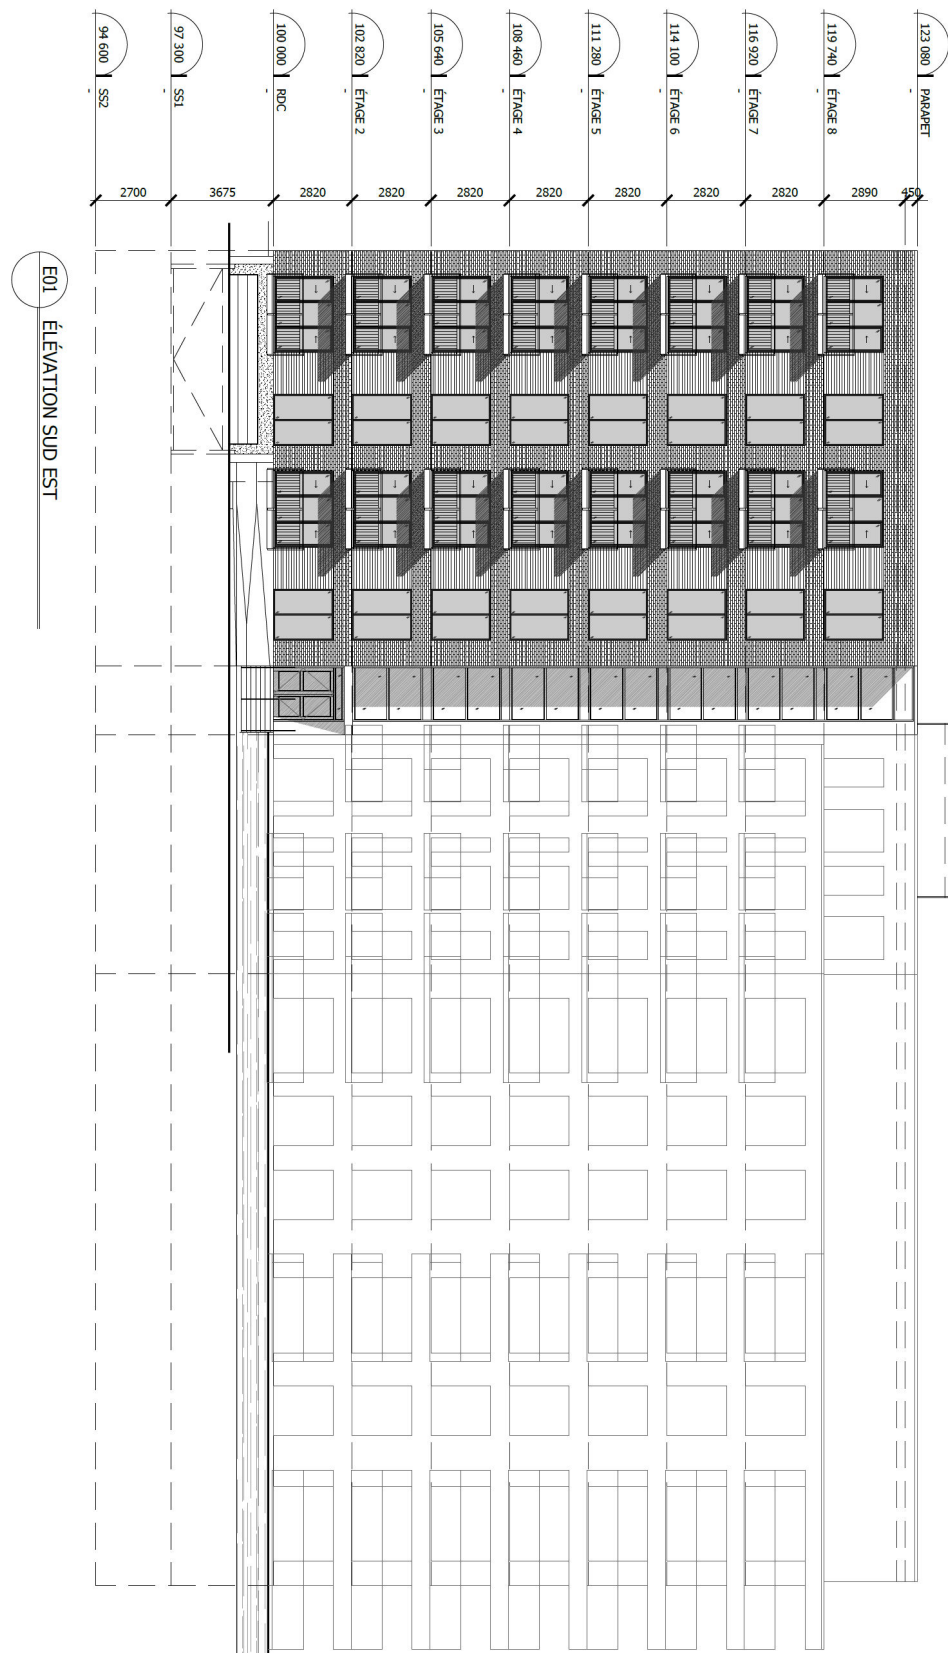 123 080 PARAPET
-
119 740 ÉTAGE 8
-
116 920 ÉTAGE 7
-
114 100 ÉTAGE 6
-
111 280 ÉTAGE 5
-
108 460 ÉTAGE 4
-
105 640 ÉTAGE 3
-
102 820 ÉTAGE 2
-
100 000 RDC
-
97 300 SS1
-
94 600 SS2
-
2700 3675 2820 2820 2820 2820 2820 2820 2820 2890 450
E01 ÉLÉVATION SUD EST